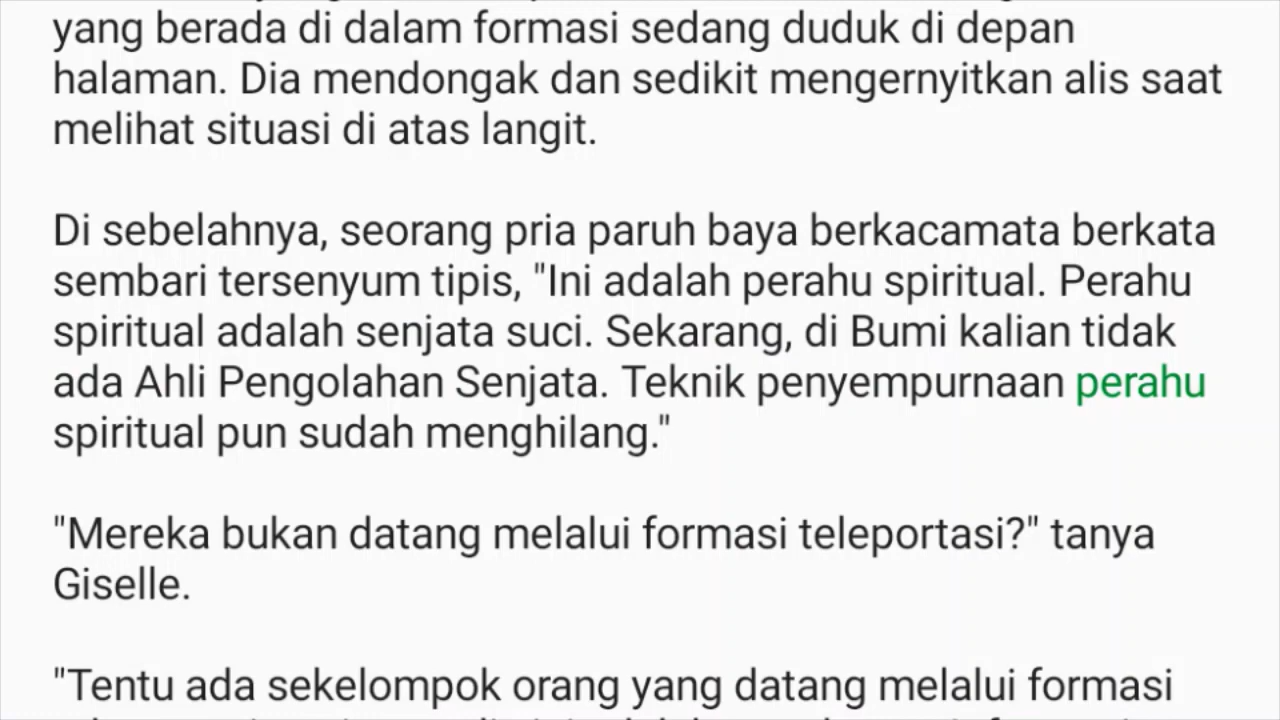 yang berada di dalam formasi sedang duduk di depan
halaman. Dia mendongak dan sedikit mengernyitkan alis saat
melihat situasi di atas langit.
Di sebelahnya, seorang pria paruh baya berkacamata berkata
sembari tersenyum tipis, "Ini adalah perahu spiritual. Perahu
spiritual adalah senjata suci. Sekarang, di Bumi kalian tidak
ada Ahli Pengolahan Senjata. Teknik penyempurnaan perahu
spiritual pun sudah menghilang."
"Mereka bukan datang melalui formasi teleportasi?" tanya
Giselle.
"Tentu ada sekelompok orang yang datang melalui formasi